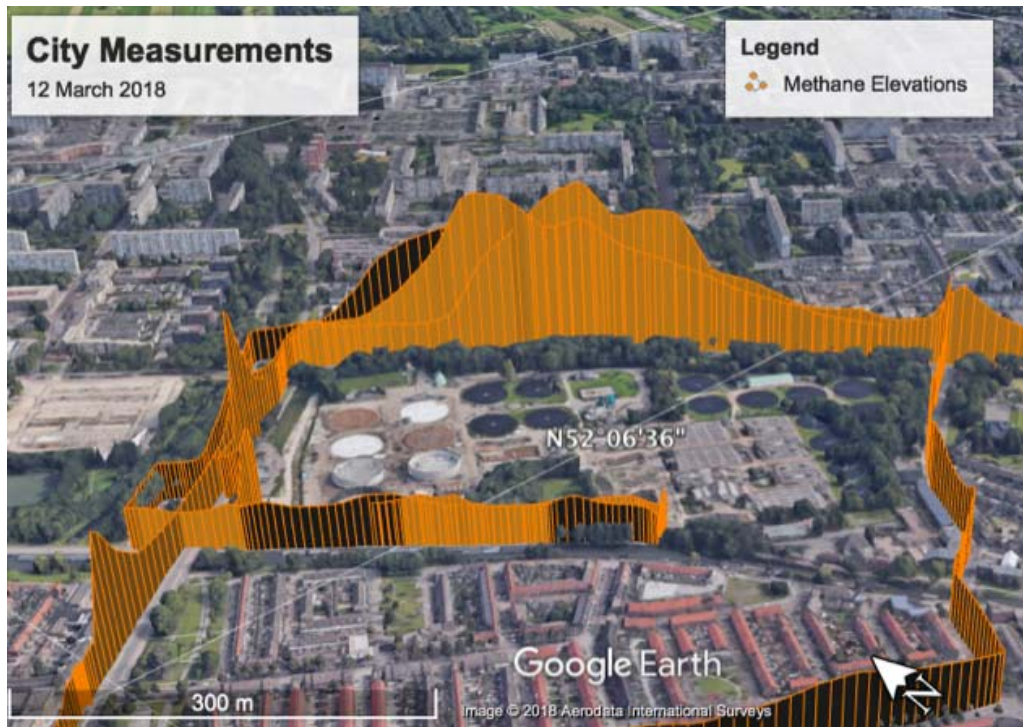 City Measurements
12 March 2018
Legend
Methane Elevations
N52 06'36"
Google Earth
300 m
Image © 2018 Aerodata International Surveys
N